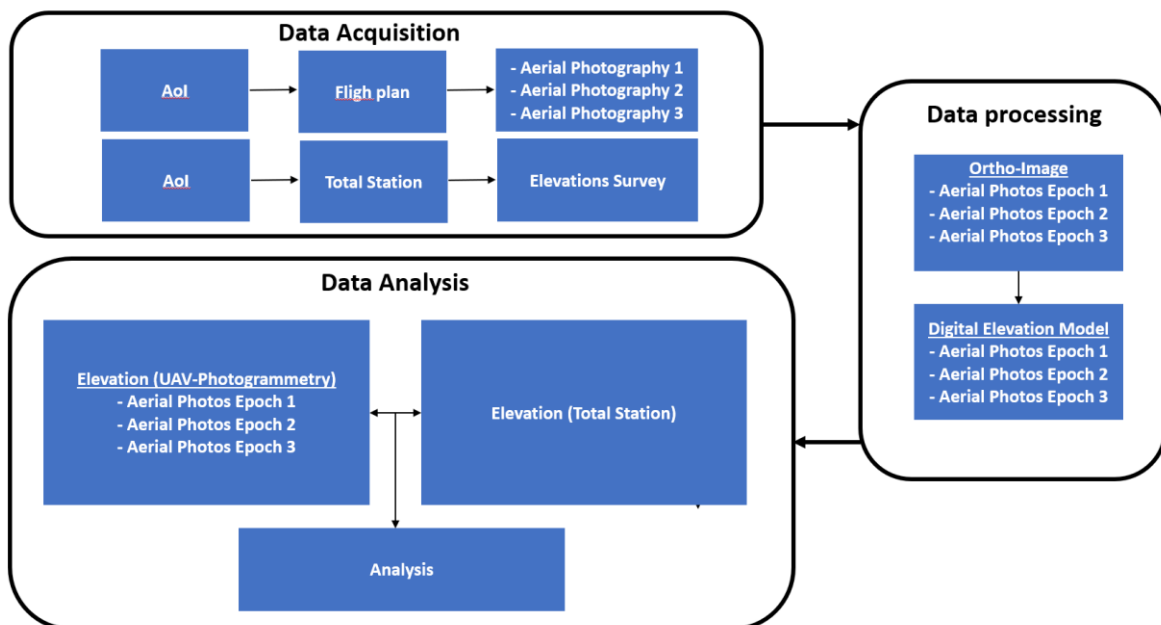 Data Acquisition
AoI
Fligh plan
- Aerial Photography 1
- Aerial Photography 2
- Aerial Photography 3
AoI
Total Station
Elevations Survey
Data processing
Ortho-Image
- Aerial Photos Epoch 1
- Aerial Photos Epoch 2
- Aerial Photos Epoch 3
Digital Elevation Model
- Aerial Photos Epoch 1
- Aerial Photos Epoch 2
- Aerial Photos Epoch 3
Data Analysis
Elevation (UAV-Photogrammetry)
- Aerial Photos Epoch 1
- Aerial Photos Epoch 2
- Aerial Photos Epoch 3
Elevation (Total Station)
Analysis